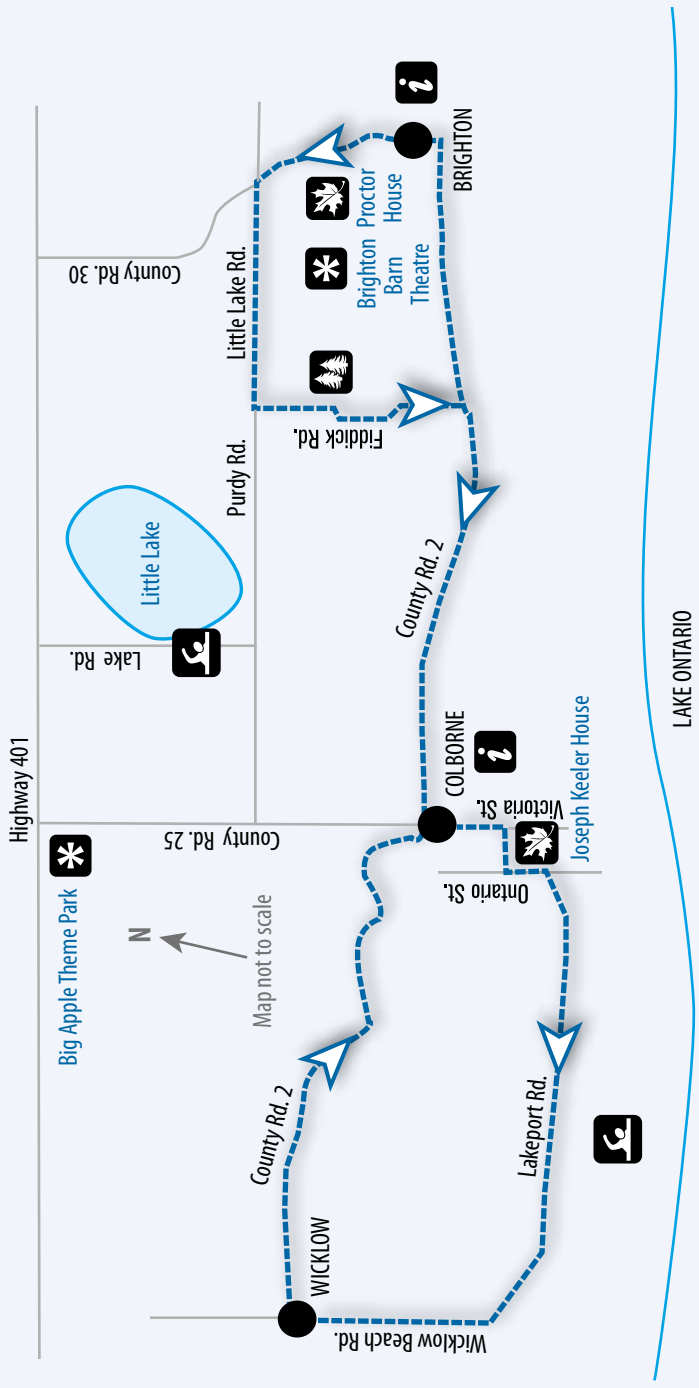 Highway 401
Big Apple Theme Park
N
Map not to scale
County Rd. 25
Lake Rd.
Little Lake
County Rd. 30
Purdy Rd.
Little Lake Rd.
Fiddick Rd.
Brighton
Barn
Theatre
Proctor
House
i
BRIGHTON
WICKLOW
County Rd. 2
COLBORNE
i
County Rd. 2
Wicklow Beach Rd.
Lakeport Rd.
Ontario St.
Victoria St.
Joseph Keeler House
LAKE ONTARIO